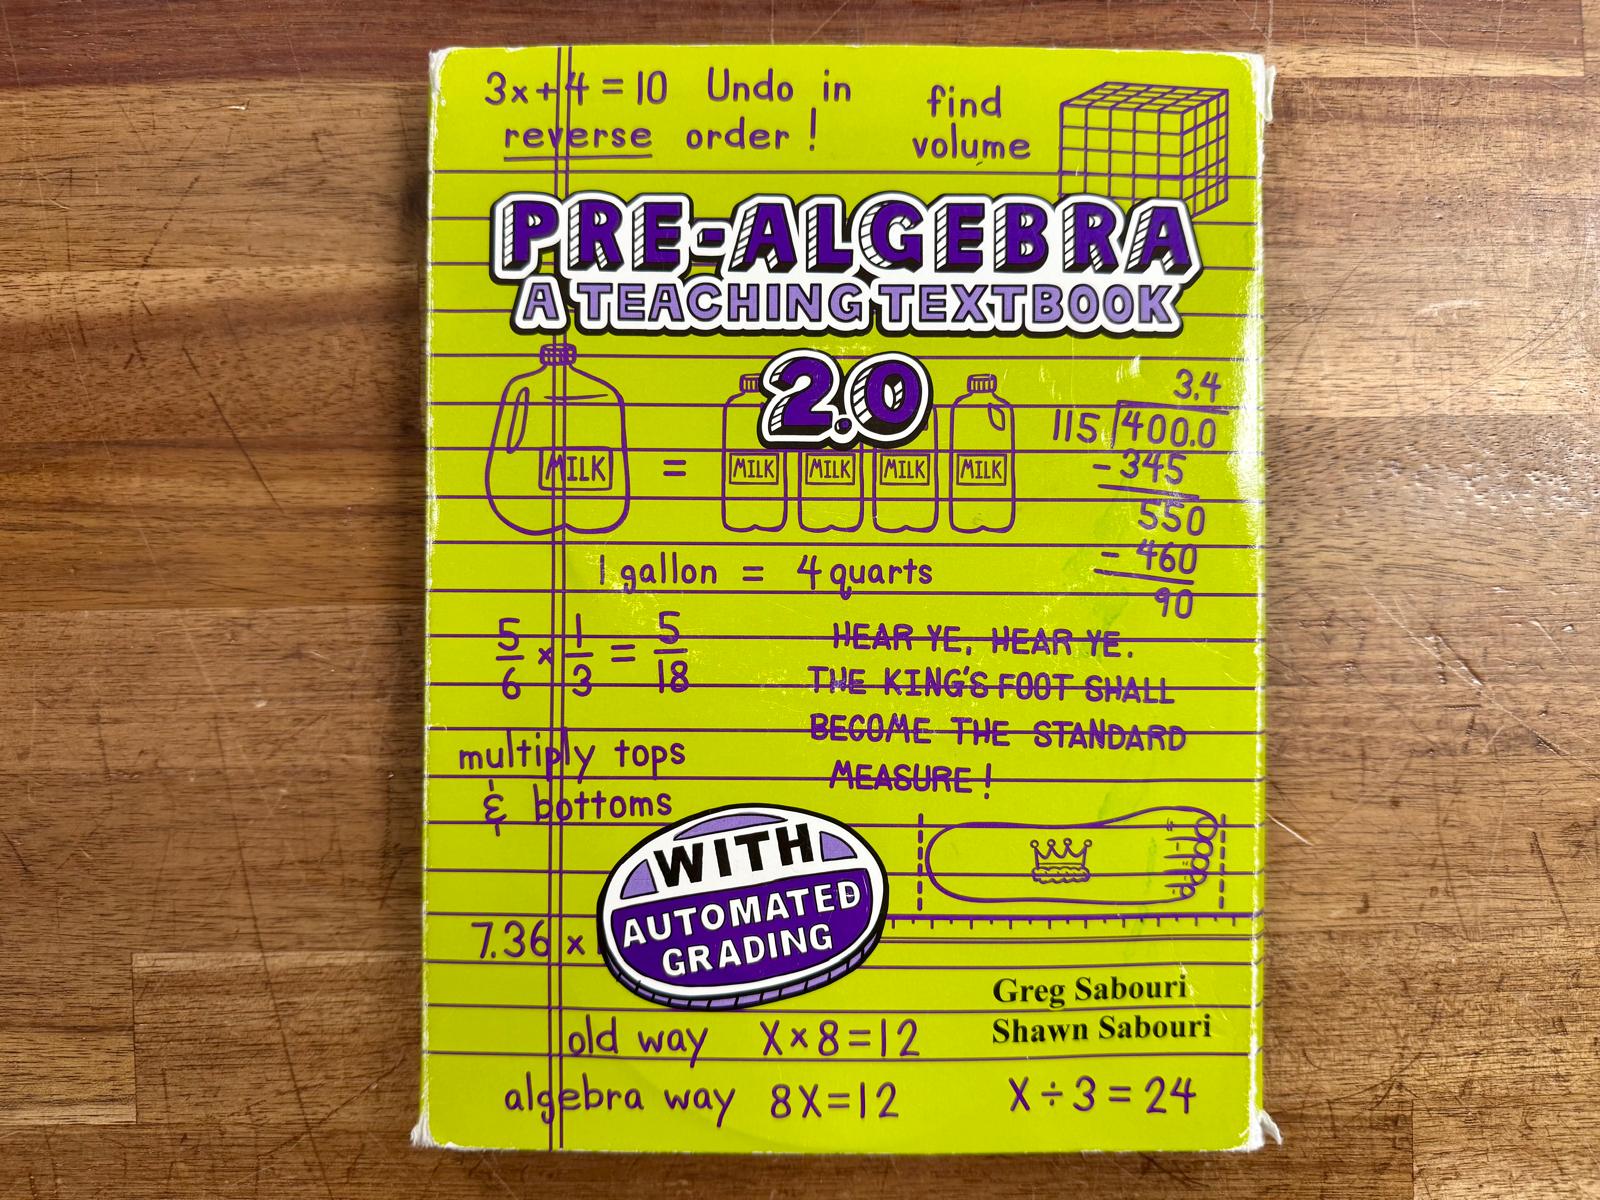 3x+4=10 Undo in
reverse order!
find
volume
PRE-ALGEBRA
A TEACHING TEXTBOOK
2.0
MILK = MILK MILK MILK MILK
1 gallon = 4 quarts
3.4
115 400.0
-345
550
- 460
90
5/6 × 1/3 = 5/18
multiply tops
& bottoms
HEAR YE, HEAR YE.
THE KING'S FOOT SHALL
BECOME THE STANDARD
MEASURE!
7.36 ×
WITH
AUTOMATED
GRADING
Greg Sabouri
Shawn Sabouri
old way X×8=12
algebra way 8X=12
X÷3=24